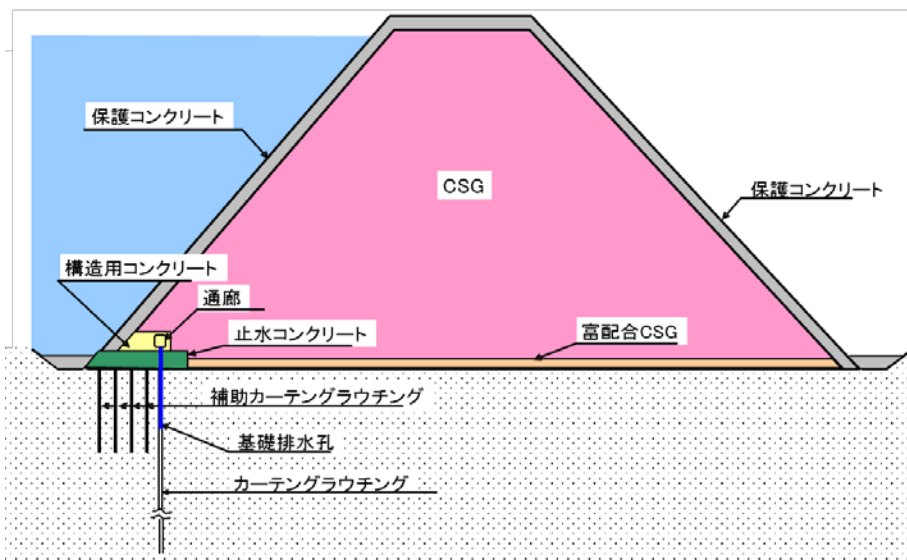 保護コンクリート
CSG
保護コンクリート
構造用コンクリート
通廊
止水コンクリート
富配合CSG
補助カーテングラウチング
基礎排水孔
カーテングラウチング